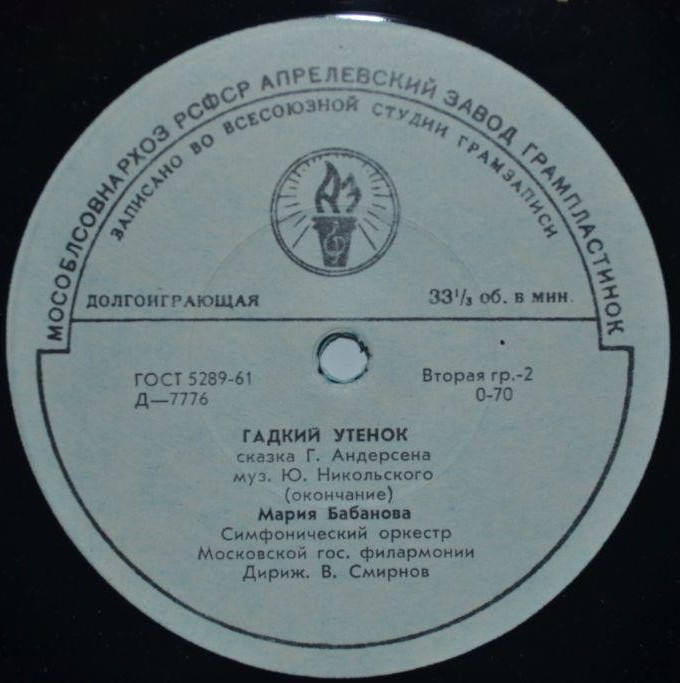 МОСОБЛСОВНАРХОЗ РСФСР АПРЕЛЕВСКИЙ ЗАВОД ГРАМПЛАСТИНОК
ЗАПИСАНО ВО ВСЕСОЮЗНОЙ СТУДИИ ГРАМЗАПИСИ
АЗ
ДОЛГОИГРАЮЩАЯ 33⅓ об. в мин.
ГОСТ 5289-61 Вторая гр.-2
Д—7776 0-70
ГАДКИЙ УТЕНОК
сказка Г. Андерсена
муз. Ю. Никольского
(окончание)
Мария Бабанова
Симфонический оркестр
Московской гос. филармонии
Дириж. В. Смирнов